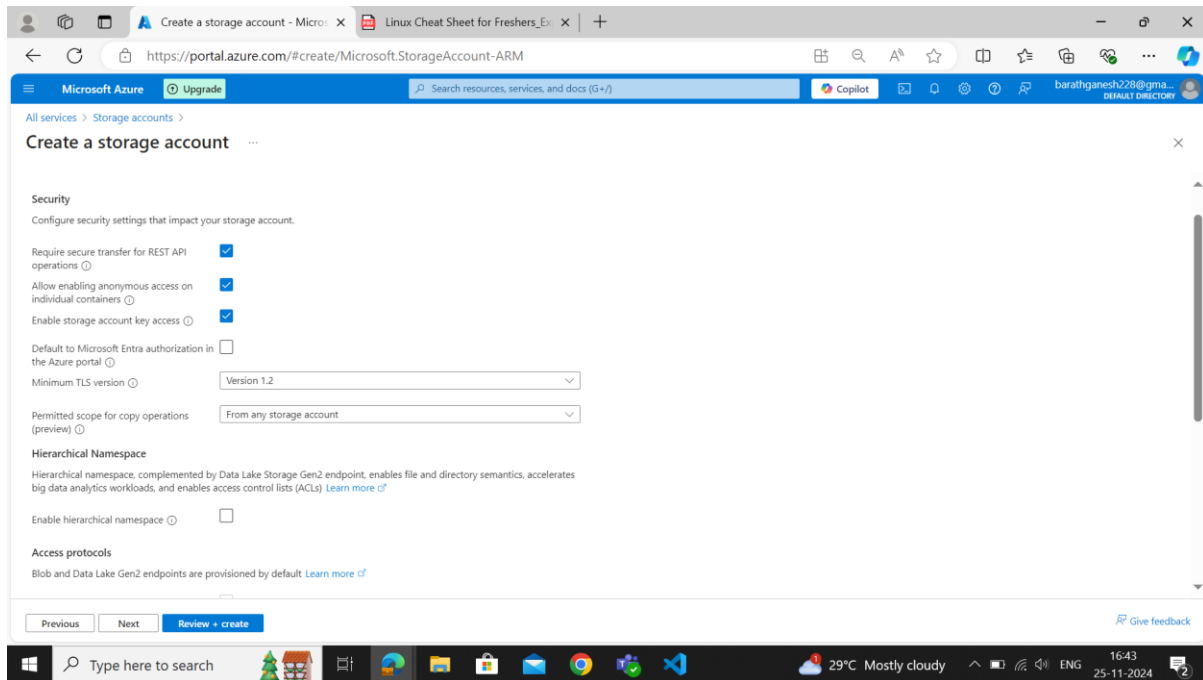 Create a storage account - Micros
Linux Cheat Sheet for Freshers_Ex
https://portal.azure.com/#create/Microsoft.StorageAccount-ARM
Microsoft Azure
Upgrade
Search resources, services, and docs (G+/)
Copilot
barathganesh228@gma...
DEFAULT DIRECTORY
All services > Storage accounts >
Create a storage account ...
Security
Configure security settings that impact your storage account.
Require secure transfer for REST API
operations
Allow enabling anonymous access on
individual containers
Enable storage account key access
Default to Microsoft Entra authorization in
the Azure portal
Minimum TLS version
Version 1.2
Permitted scope for copy operations
(preview)
From any storage account
Hierarchical Namespace
Hierarchical namespace, complemented by Data Lake Storage Gen2 endpoint, enables file and directory semantics, accelerates
big data analytics workloads, and enables access control lists (ACLs) Learn more
Enable hierarchical namespace
Access protocols
Blob and Data Lake Gen2 endpoints are provisioned by default Learn more
Previous
Next
Review + create
Give feedback
Type here to search
29°C Mostly cloudy
ENG
16:43
25-11-2024
2